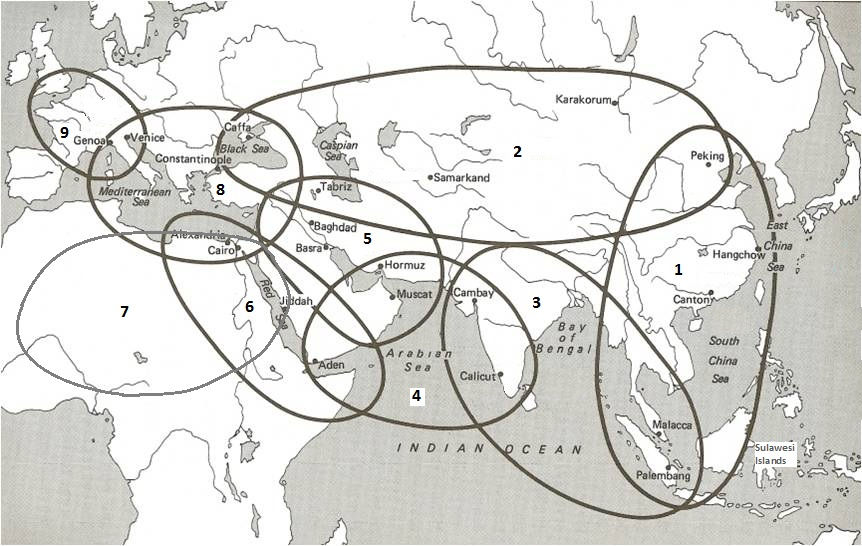 Karakorum
2
9
Genoa
Venice
Caffa
Black Sea
Constantinople
Caspian
Sea
Peking
Samarkand
8
Tabriz
Mediterranean
Sea
Alexandria
Cairo
Baghdad
Basra
5
East
China
Sea
Hangchow
1
Hormuz
Muscat
Cambay
3
Canton
7
6
Red
Sea
Jiddah
Bay
of
Bengal
South
China
Sea
Aden
Arabian
Sea
Calicut
4
Malacca
INDIAN OCEAN
Sulawesi
Islands
Palembang